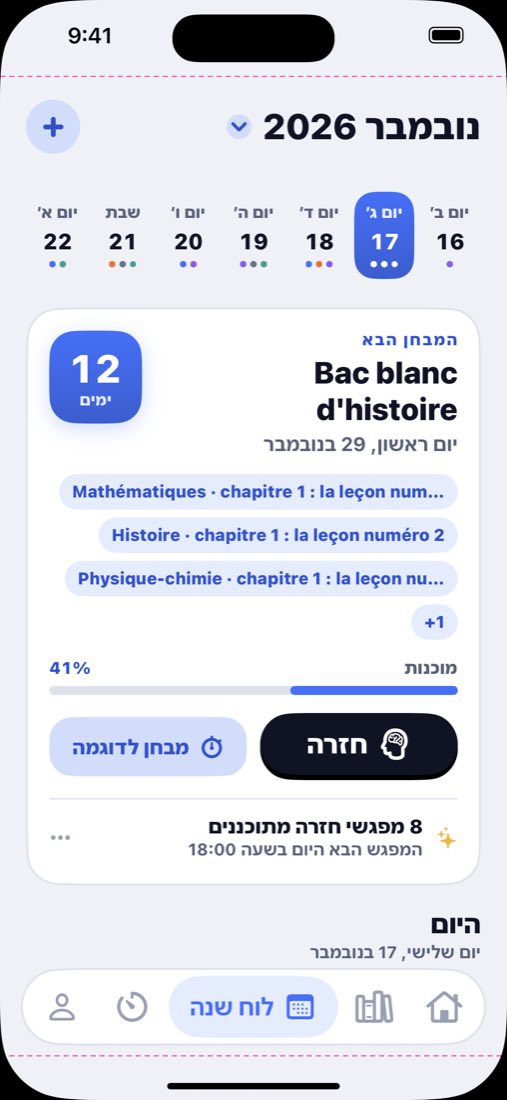 9:41
נובמבר 2026
יום ב׳
16
יום ג׳
17
יום ד׳
18
יום ה׳
19
יום ו׳
20
שבת
21
יום א׳
22
המבחן הבא
Bac blanc
d'histoire
יום ראשון, 29 בנובמבר
12
ימים
Mathématiques · chapitre 1 : la leçon num...
Histoire · chapitre 1 : la leçon numéro 2
Physique-chimie · chapitre 1 : la leçon nu...
+1
מוכנות
41%
חזרה
מבחן לדוגמה
8 מפגשי חזרה מתוכננים
המפגש הבא היום בשעה 18:00
היום
יום שלישי, 17 בנובמבר
לוח שנה